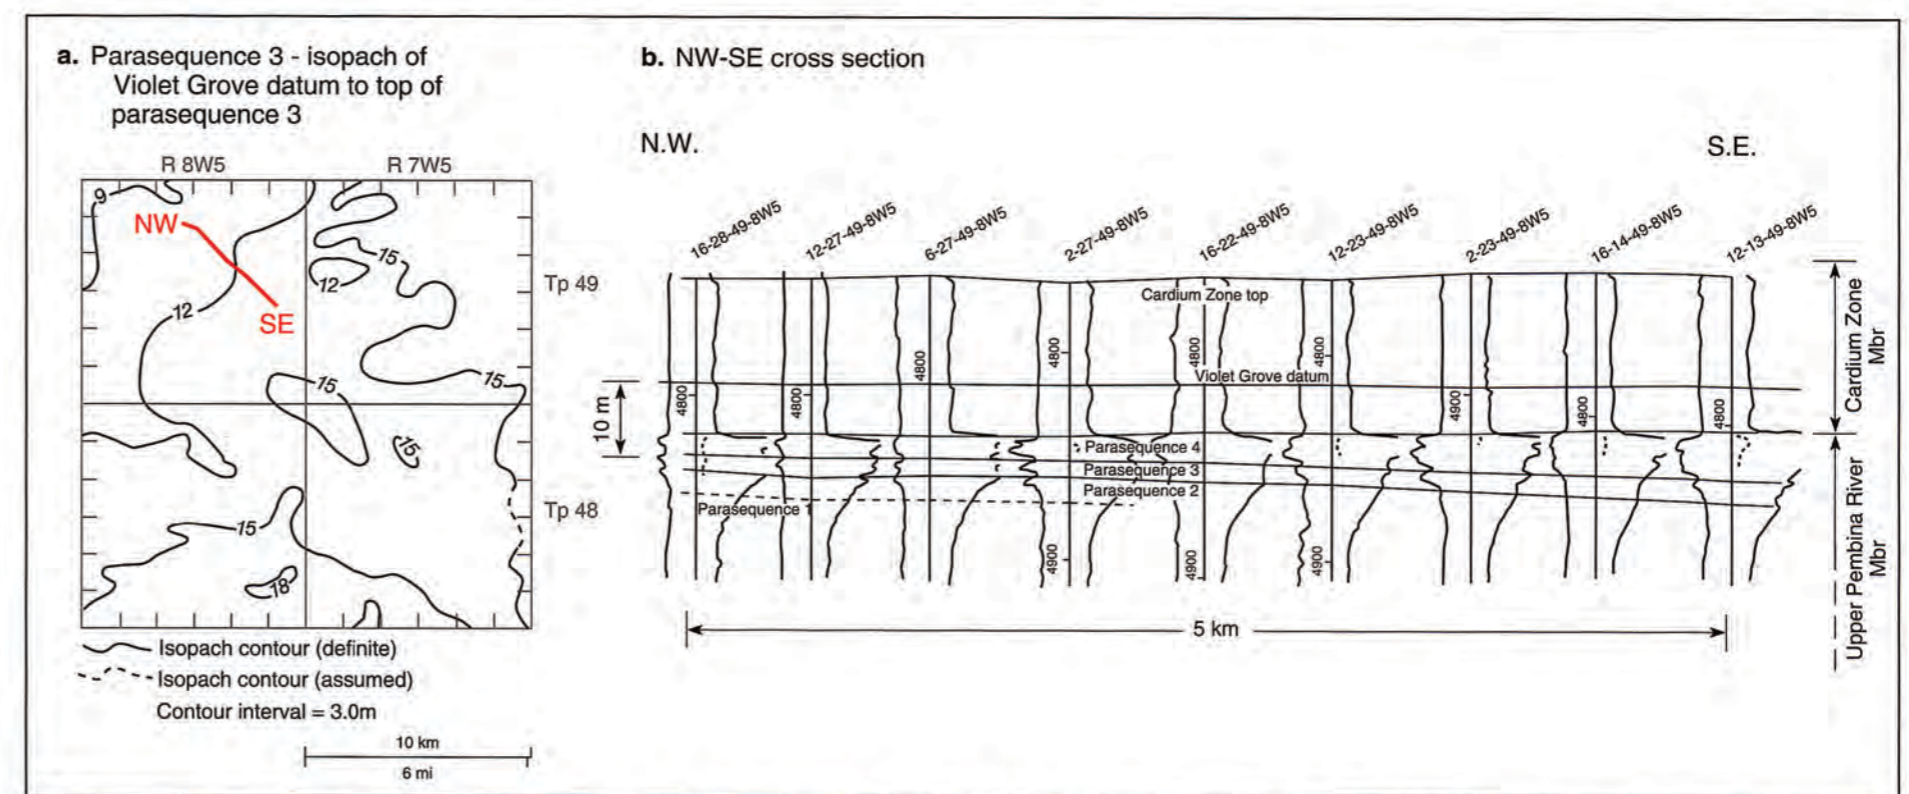 a. Parasequence 3 - isopach of
Violet Grove datum to top of
parasequence 3
R 8W5
R 7W5
9
NW
15
12
Tp 49
12
SE
15
15
15
Tp 48
15
18
Isopach contour (definite)
Isopach contour (assumed)
Contour interval = 3.0m
10 km
6 mi
b. NW-SE cross section
N.W.
S.E.
16-28-49-8W5
12-27-49-8W5
6-27-49-8W5
2-27-49-8W5
16-22-49-8W5
12-23-49-8W5
2-23-49-8W5
16-14-49-8W5
12-13-49-8W5
Cardium Zone top
4800
4800
4800
4800
Violet Grove datum
10 m
4800
4800
4900
4800
4800
Parasequence 4
Parasequence 3
Parasequence 2
Parasequence 1
4900
4900
4900
5 km
Cardium Zone
Mbr
Upper Pembina River
Mbr